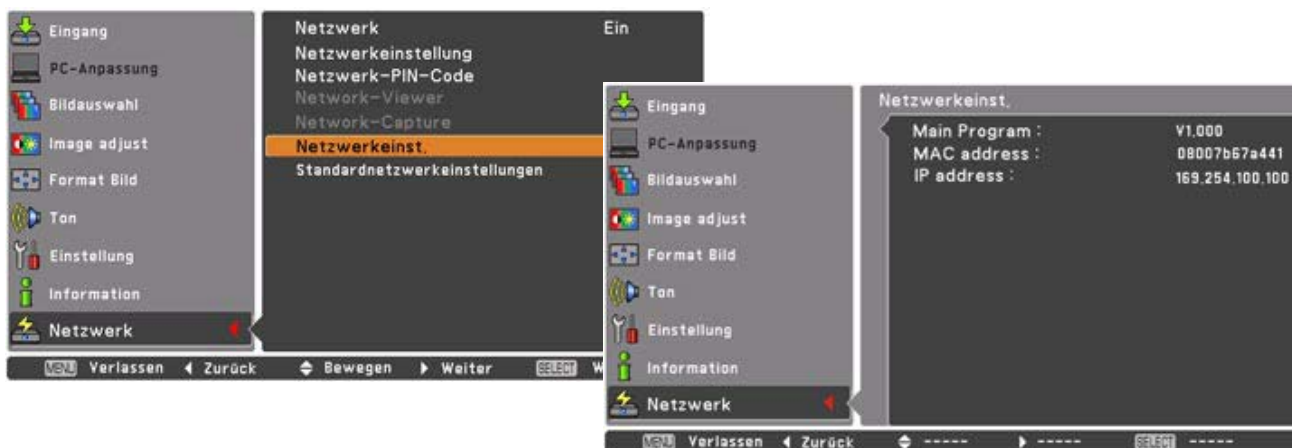 Eingang
PC-Anpassung
Bildauswahl
Image adjust
Format Bild
Ton
Einstellung
Information
Netzwerk
Netzwerk Ein
Netzwerkeinstellung
Netzwerk-PIN-Code
Network-Viewer
Network-Capture
Netzwerkeinst.
Standardnetzwerkeinstellungen
MENU Verlassen Zurück Bewegen Weiter SELECT W
Eingang
PC-Anpassung
Bildauswahl
Image adjust
Format Bild
Ton
Einstellung
Information
Netzwerk
Netzwerkeinst.
Main Program : V1.000
MAC address : 08007b67a441
IP address : 169.254.100.100
MENU Verlassen Zurück ----- ----- SELECT -----